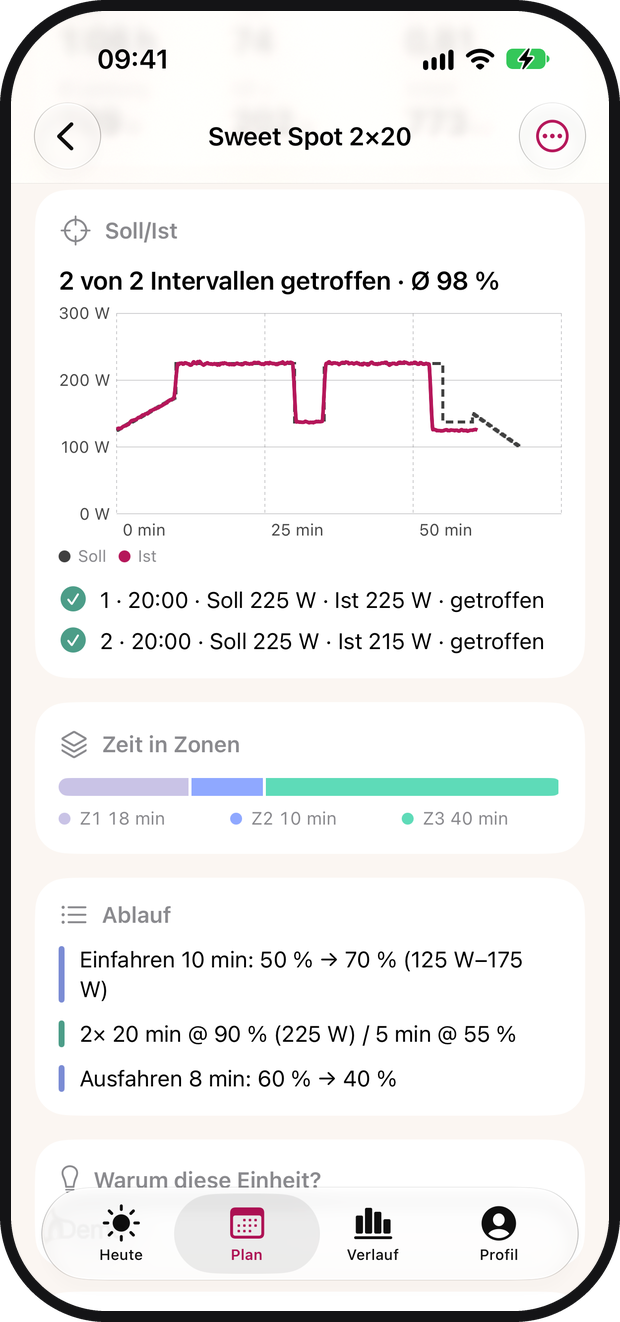 09:41
Sweet Spot 2×20
Soll/Ist
2 von 2 Intervallen getroffen · Ø 98 %
300 W
200 W
100 W
0 W
0 min
25 min
50 min
Soll
Ist
1 · 20:00 · Soll 225 W · Ist 225 W · getroffen
2 · 20:00 · Soll 225 W · Ist 215 W · getroffen
Zeit in Zonen
Z1 18 min
Z2 10 min
Z3 40 min
Ablauf
Einfahren 10 min: 50 % → 70 % (125 W–175
W)
2× 20 min @ 90 % (225 W) / 5 min @ 55 %
Ausfahren 8 min: 60 % → 40 %
Warum diese Einheit?
Heute
Plan
Verlauf
Profil